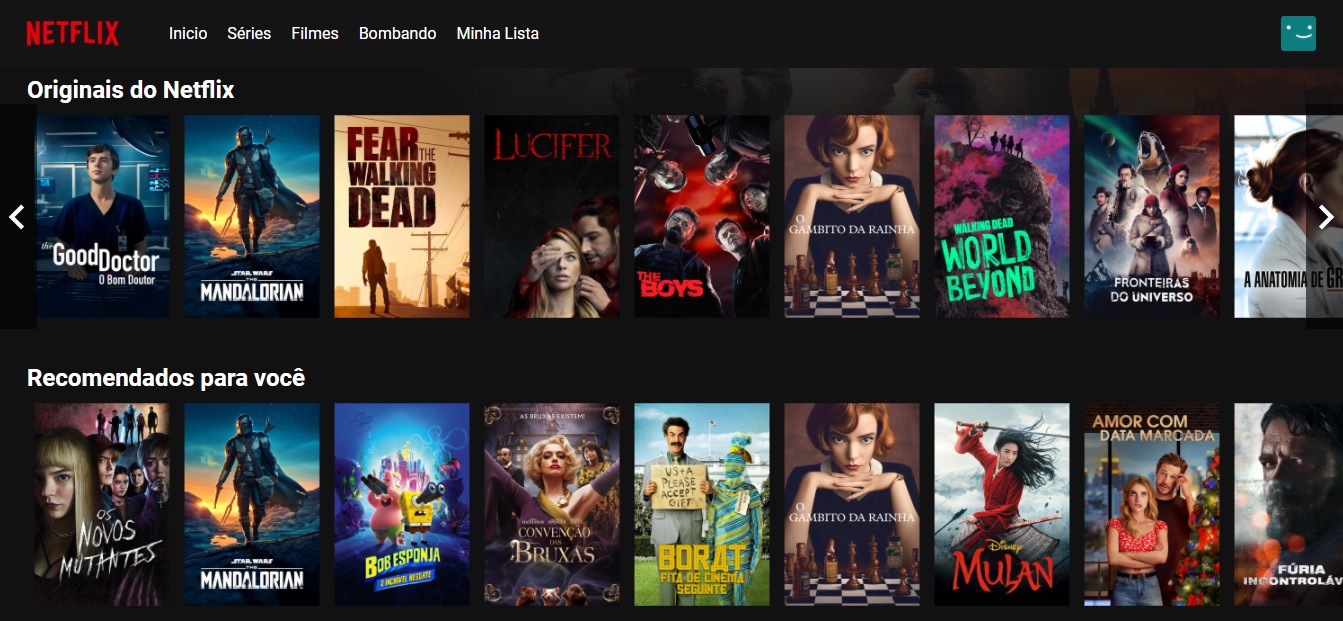 NETFLIX
Inicio
Séries
Filmes
Bombando
Minha Lista
Originais do Netflix
the
GoodDoctor
O Bom Doutor
STAR WARS
THE
MANDALORIAN
FEAR THE
WALKING
DEAD
LUCIFER
THE
BOYS
O
GAMBITO DA RAINHA
WALKING DEAD
WORLD
BEYOND
FRONTEIRAS
DO UNIVERSO
A ANATOMIA DE GR
Recomendados para você
OS
NOVOS
MUTANTES
STAR WARS
THE
MANDALORIAN
BOB ESPONJA
O INCRÍVEL RESGATE
AS BRUXAS EXISTEM!
CONVENÇÃO
DAS
BRUXAS
US+A
PLEASE
ACCEPT
GIFT
BORAT
FITA DE CINEMA
SEGUINTE
O
GAMBITO DA RAINHA
DISNEY
MULAN
AMOR COM
DATA MARCADA
FÚRIA
INCONTROLÁV